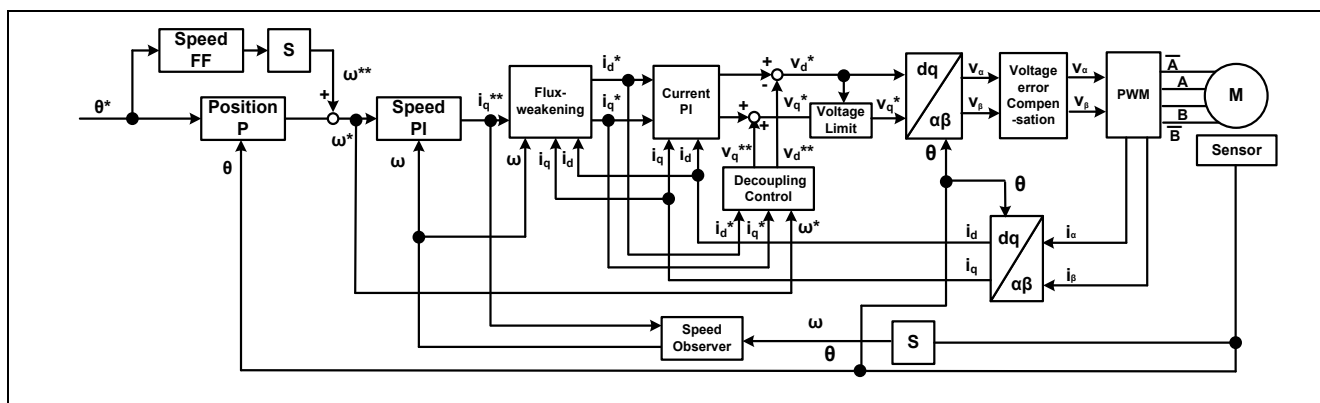 Speed
FF
S
ω**
θ*
+
Position
P
ω*
θ
Speed
PI
ω
i_q**
Flux-
weakening
ω
i_q
i_d
i_d*
i_q*
Current
PI
i_q
i_d
+
-
+
+
v_d*
v_q*
v_q**
v_d**
Voltage
Limit
v_q*
Decoupling
Control
i_d*
i_q*
ω*
dq
αβ
θ
v_α
v_β
Voltage
error
Compen
-sation
v_α
v_β
PWM
A̅
A
B
B̅
M
Sensor
θ
dq
αβ
i_d
i_q
i_α
i_β
Speed
Observer
ω
S
θ